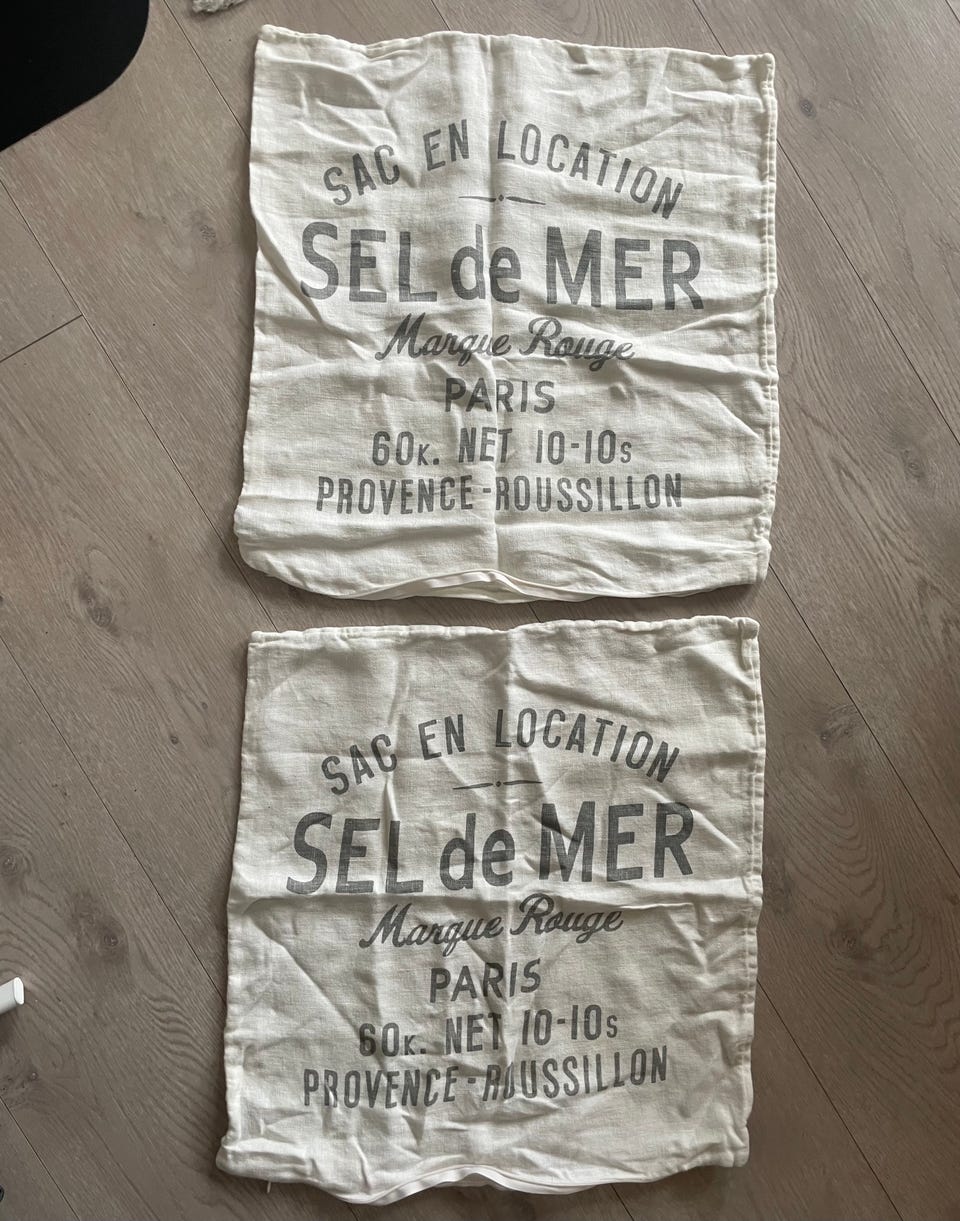 SAC EN LOCATION
SEL de MER
Marque Rouge
PARIS
60K. NET 10-10s
PROVENCE-ROUSSILLON
SAC EN LOCATION
SEL de MER
Marque Rouge
PARIS
60K. NET 10-10s
PROVENCE-ROUSSILLON